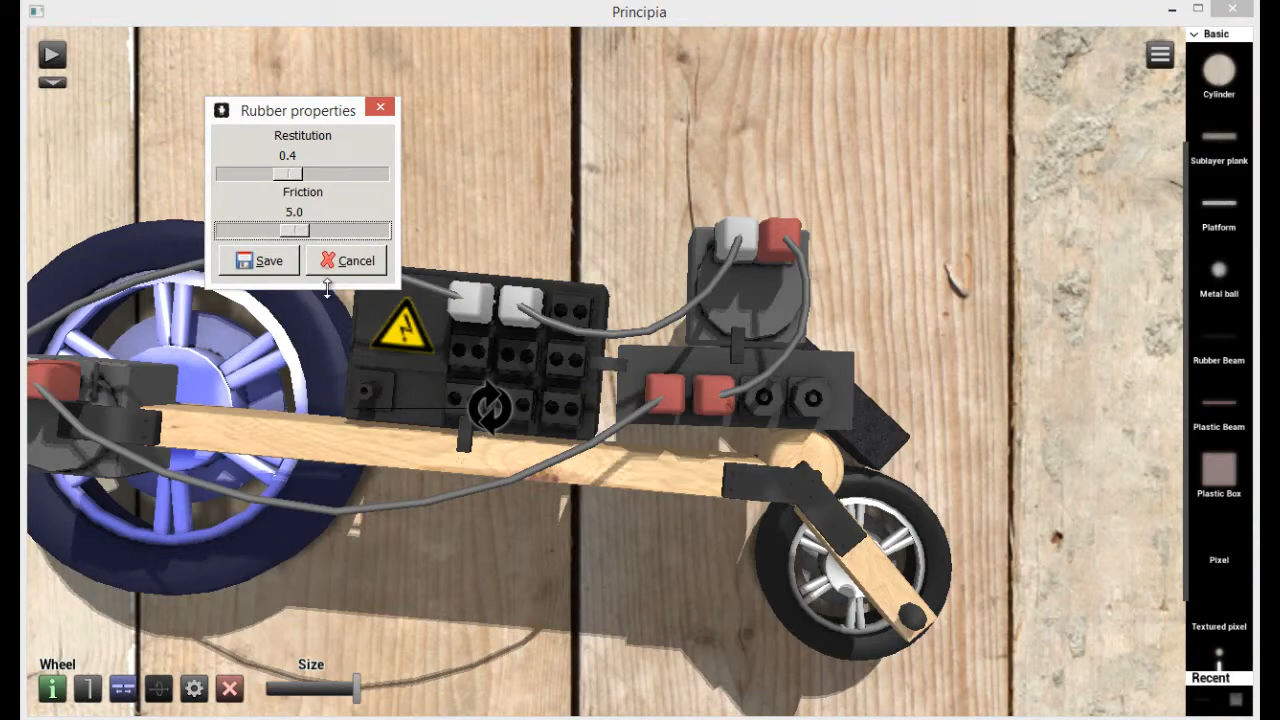 Principia
Basic
Cylinder
Sublayer plank
Platform
Metal ball
Rubber Beam
Plastic Beam
Plastic Box
Pixel
Textured pixel
Recent
Rubber properties
Restitution
0.4
Friction
5.0
Save
Cancel
Wheel
Size